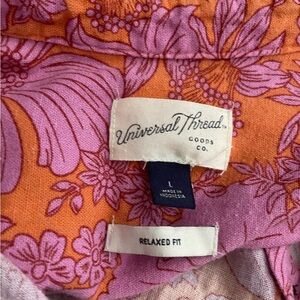 Universal Thread
GOODS
CO.
L
MADE IN
INDONESIA
RELAXED FIT